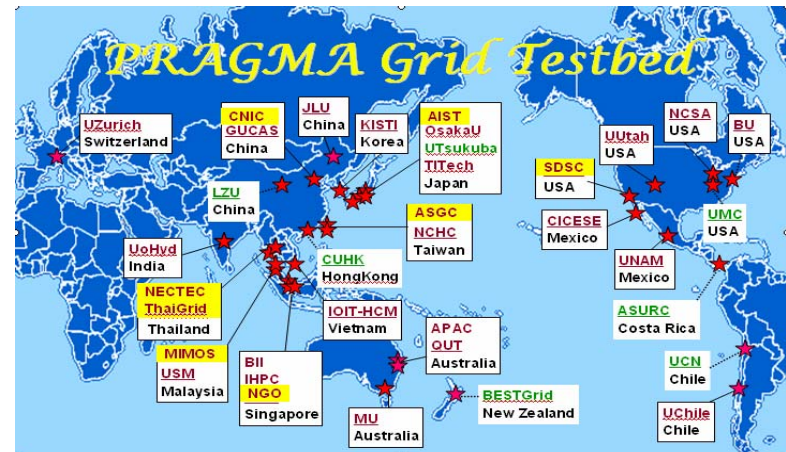 PRAGMA Grid Testbed
UZurich
Switzerland
CNIC
GUCAS
China
JLU
China
KISTI
Korea
AIST
OsakaU
UTsukuba
TITech
Japan
LZU
China
ASGC
NCHC
Taiwan
UoHyd
India
CUHK
HongKong
NECTEC
ThaiGrid
Thailand
IOIT-HCM
Vietnam
MIMOS
USM
Malaysia
BII
IHPC
NGO
Singapore
APAC
QUT
Australia
MU
Australia
BESTGrid
New Zealand
SDSC
USA
UUtah
USA
NCSA
USA
BU
USA
UMC
USA
CICESE
Mexico
UNAM
Mexico
ASURC
Costa Rica
UCN
Chile
UChile
Chile